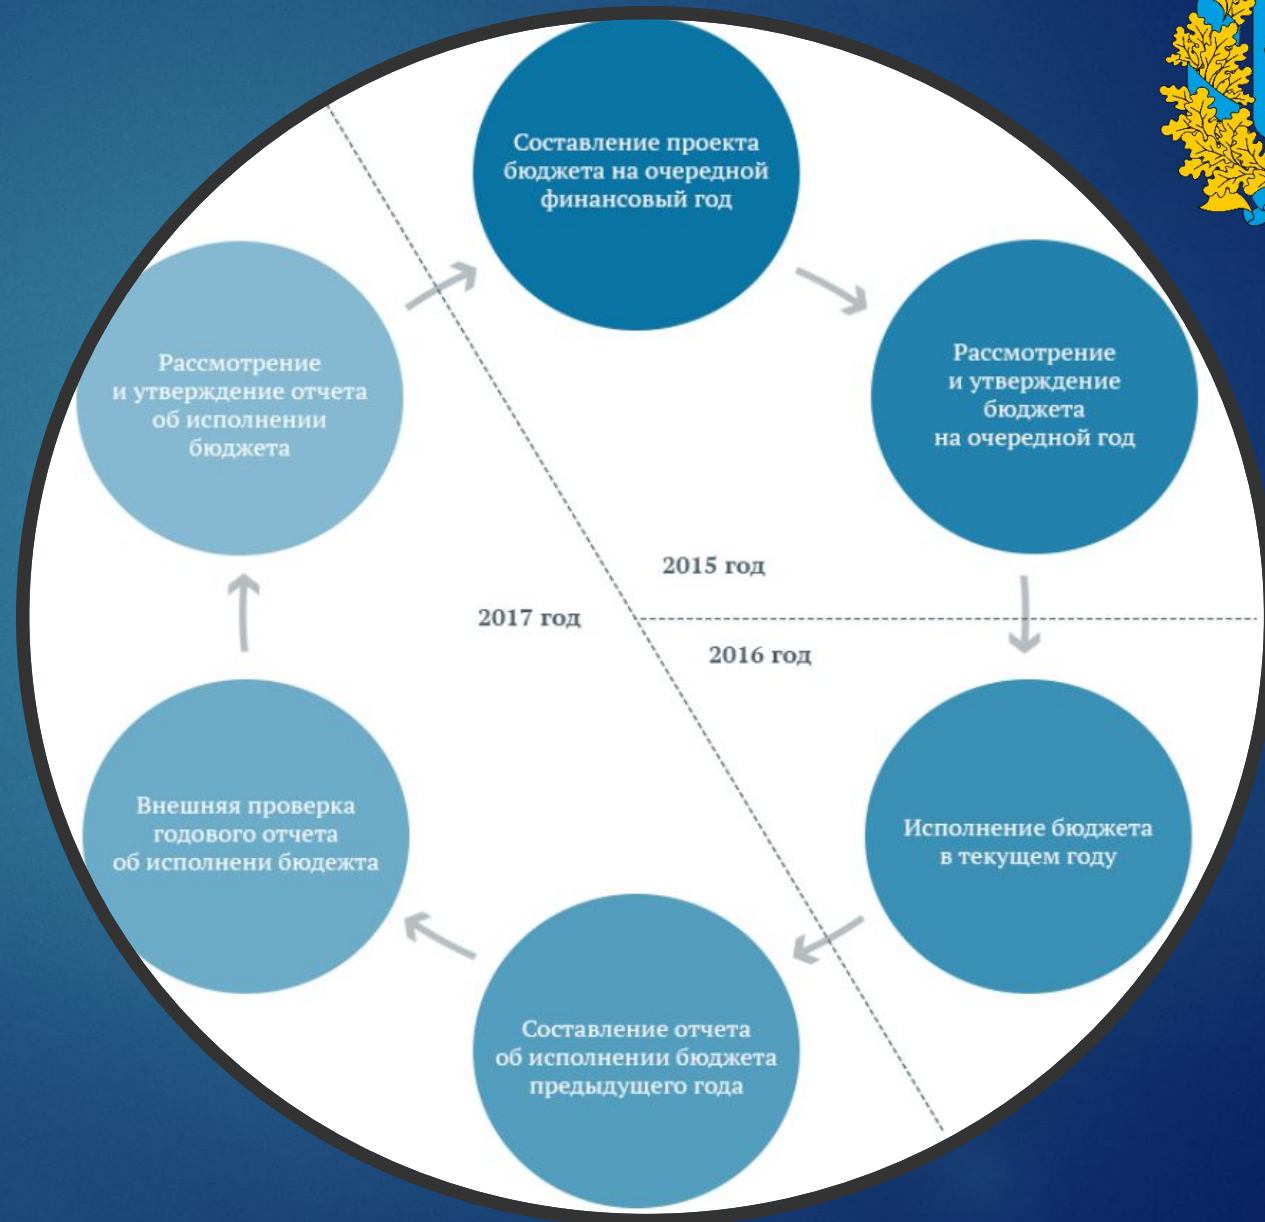 Составление проекта
бюджета на очередной
финансовый год
Рассмотрение
и утверждение
бюджета
на очередной год
Исполнение бюджета
в текущем году
Составление отчета
об исполнении бюджета
предыдущего года
Внешняя проверка
годового отчета
об исполнени бюдежта
Рассмотрение
и утверждение отчета
об исполнении
бюджета
2015 год
2016 год
2017 год